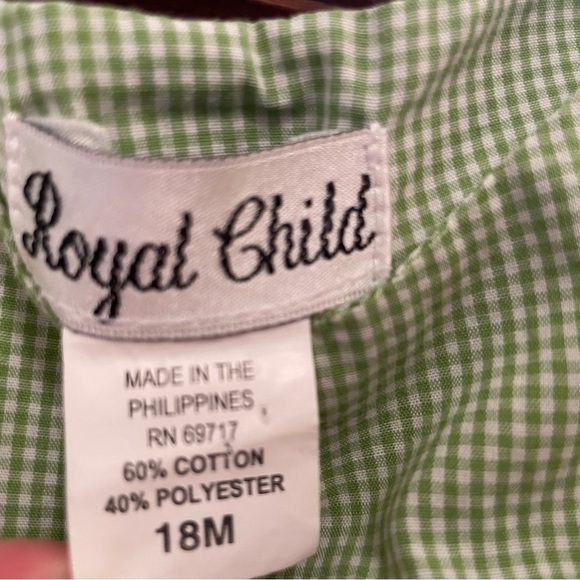 Royal Child
MADE IN THE
PHILIPPINES
RN 69717
60% COTTON
40% POLYESTER
18M